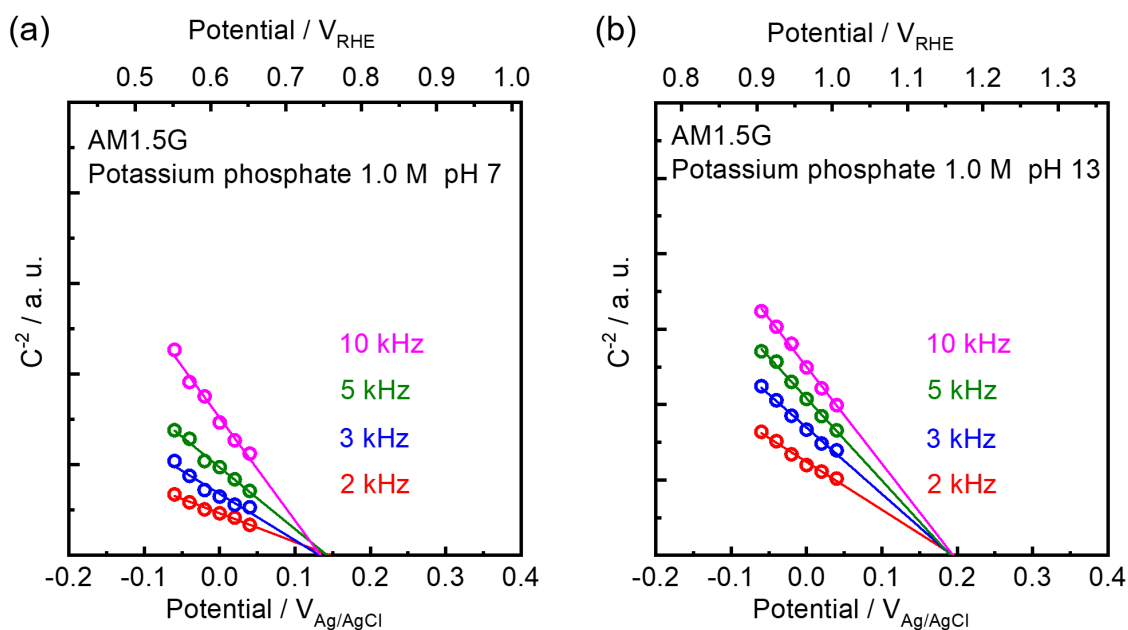 (a)
Potential / V_RHE
0.5 0.6 0.7 0.8 0.9 1.0
AM1.5G
Potassium phosphate 1.0 M pH 7
C⁻² / a. u.
10 kHz
5 kHz
3 kHz
2 kHz
-0.2 -0.1 0.0 0.1 0.2 0.3 0.4
Potential / V_Ag/AgCl
(b)
Potential / V_RHE
0.8 0.9 1.0 1.1 1.2 1.3
AM1.5G
Potassium phosphate 1.0 M pH 13
C⁻² / a. u.
10 kHz
5 kHz
3 kHz
2 kHz
-0.2 -0.1 0.0 0.1 0.2 0.3 0.4
Potential / V_Ag/AgCl